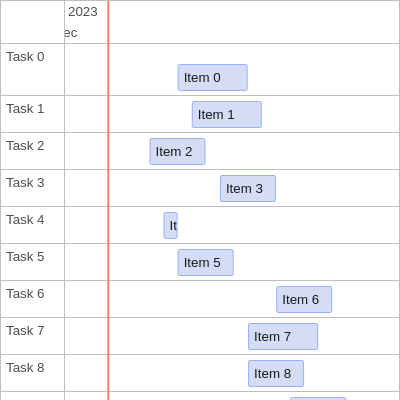 2023
ec
Task 0
Item 0
Task 1
Item 1
Task 2
Item 2
Task 3
Item 3
Task 4
It
Task 5
Item 5
Task 6
Item 6
Task 7
Item 7
Task 8
Item 8